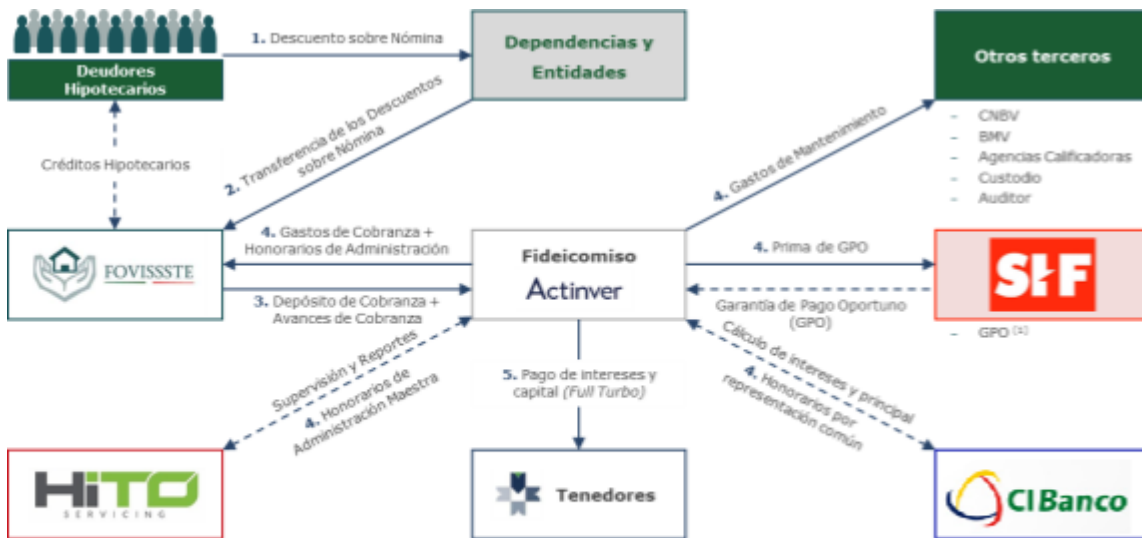 1. Descuento sobre Nómina
Deudores
Hipotecarios
Dependencias y
Entidades
Otros terceros
- CNBV
- BMV
- Agencias Calificadoras
- Custodio
- Auditor
Créditos Hipotecarios
2. Transferencia de los Descuentos
sobre Nómina
4. Gastos de Mantenimiento
FOVISSSTE
4. Gastos de Cobranza +
Honorarios de Administración
3. Depósito de Cobranza +
Avances de Cobranza
Fideicomiso
Actinver
4. Prima de GPO
Garantía de Pago Oportuno
(GPO)
SHF
- GPO [1]
Supervisión y Reportes
4. Honorarios de
Administración Maestra
5. Pago de intereses y
capital (Full Turbo)
Cálculo de intereses y principal
4. Honorarios por
representación común
HiTO
SERVICING
Tenedores
CIBanco